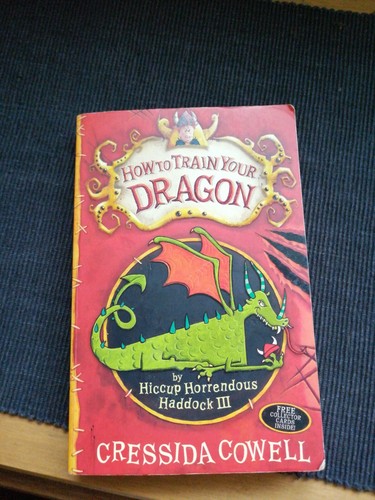 HOW TO TRAIN YOUR
DRAGON
by
Hiccup Horrendous
Haddock III
FREE
COLLECTOR
CARDS
INSIDE!
CRESSIDA COWELL